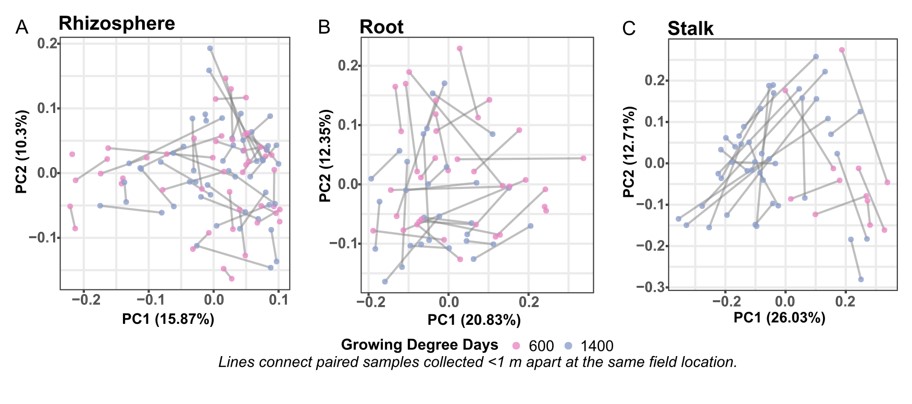 A Rhizosphere
0.2
0.1
0.0
−0.1
−0.2 −0.1 0.0 0.1
PC2 (10.3%)
PC1 (15.87%)
B Root
0.2
0.1
0.0
−0.1
−0.2 0.0 0.2
PC2 (12.35%)
PC1 (20.83%)
C Stalk
0.2
0.1
0.0
−0.1
−0.2
−0.3
−0.2 0.0 0.2
PC2 (12.71%)
PC1 (26.03%)
Growing Degree Days 600 1400
Lines connect paired samples collected <1 m apart at the same field location.